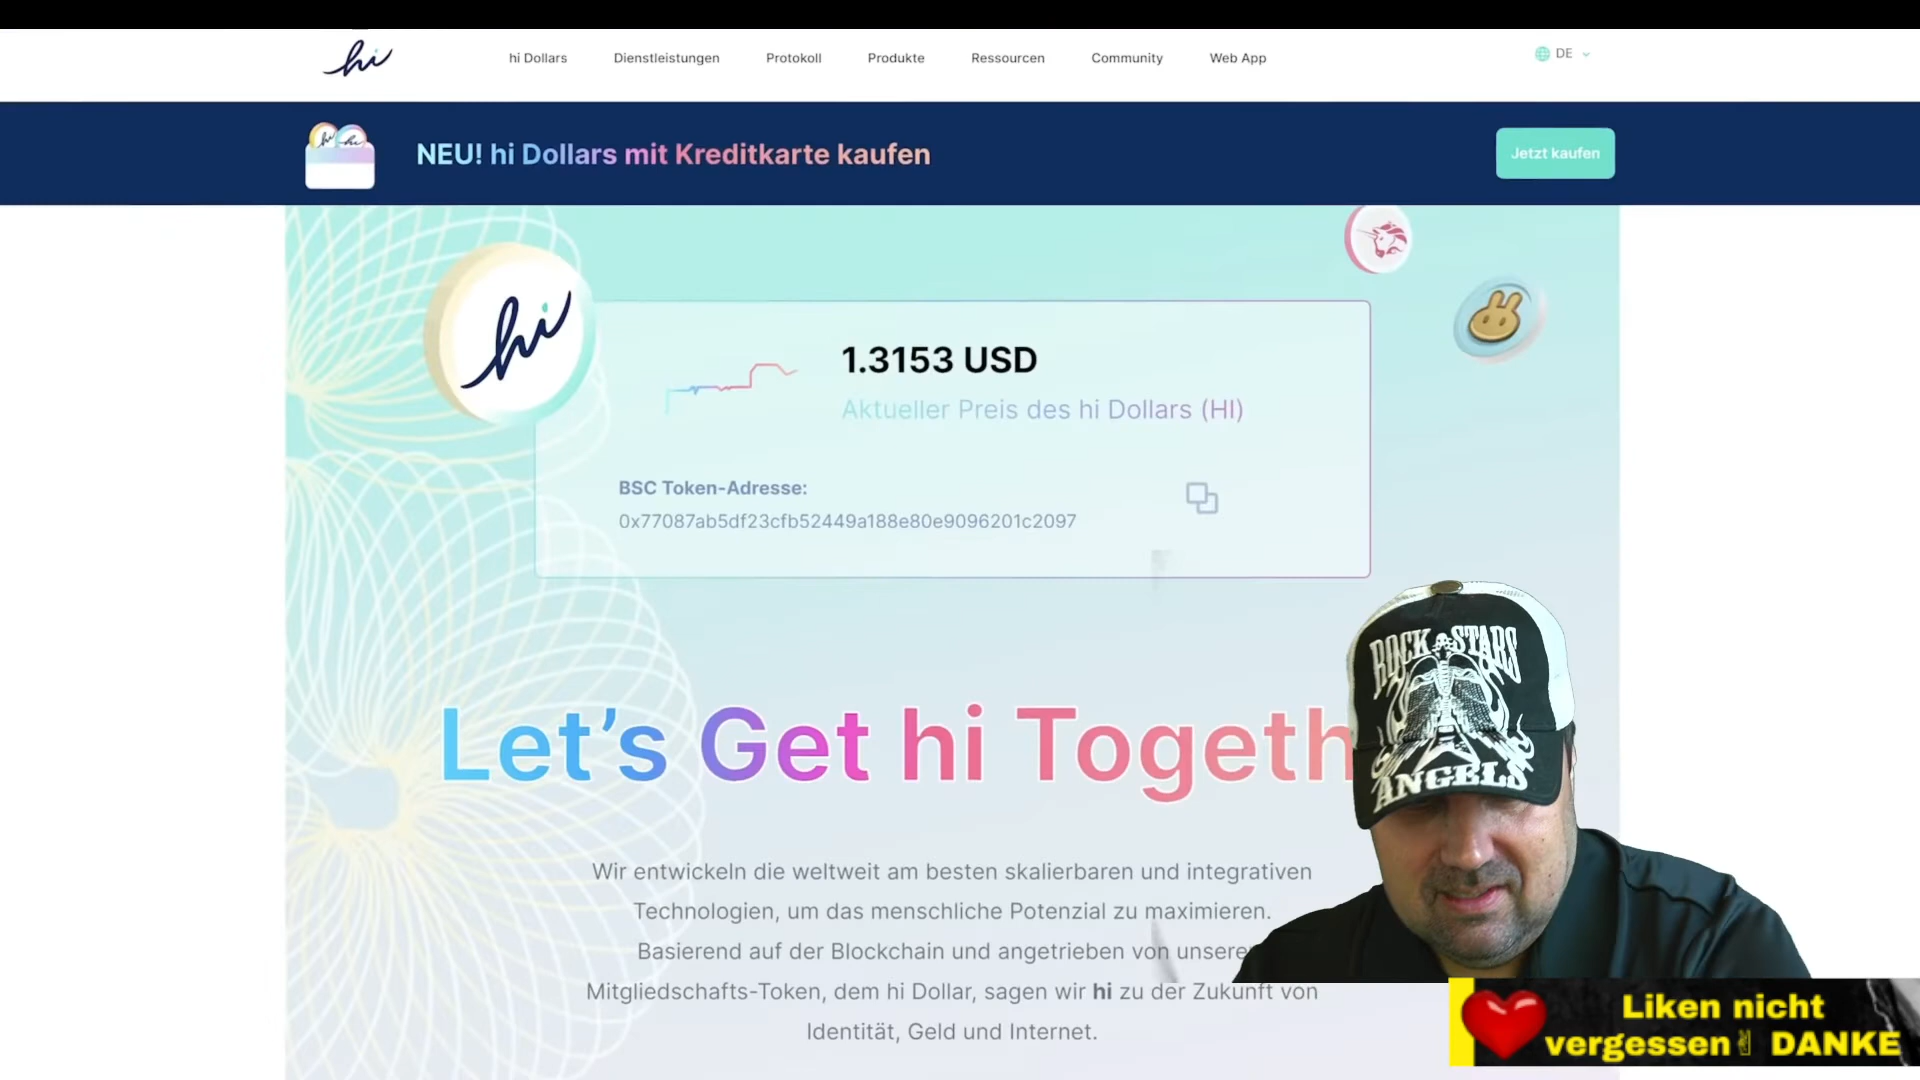 hi
hi Dollars
Dienstleistungen
Protokoll
Produkte
Ressourcen
Community
Web App
DE
hi hi
NEU! hi Dollars mit Kreditkarte kaufen
Jetzt kaufen
hi
1.3153 USD
Aktueller Preis des hi Dollars (HI)
BSC Token-Adresse:
0x77087ab5df23cfb52449a188e80e9096201c2097
ROCK STARS
ANGELS
Let's Get hi Togeth
Wir entwickeln die weltweit am besten skalierbaren und integrativen
Technologien, um das menschliche Potenzial zu maximieren.
Basierend auf der Blockchain und angetrieben von unsere
Mitgliedschafts-Token, dem hi Dollar, sagen wir hi zu der Zukunft von
Identität, Geld und Internet.
Liken nicht
vergessen✌ DANKE